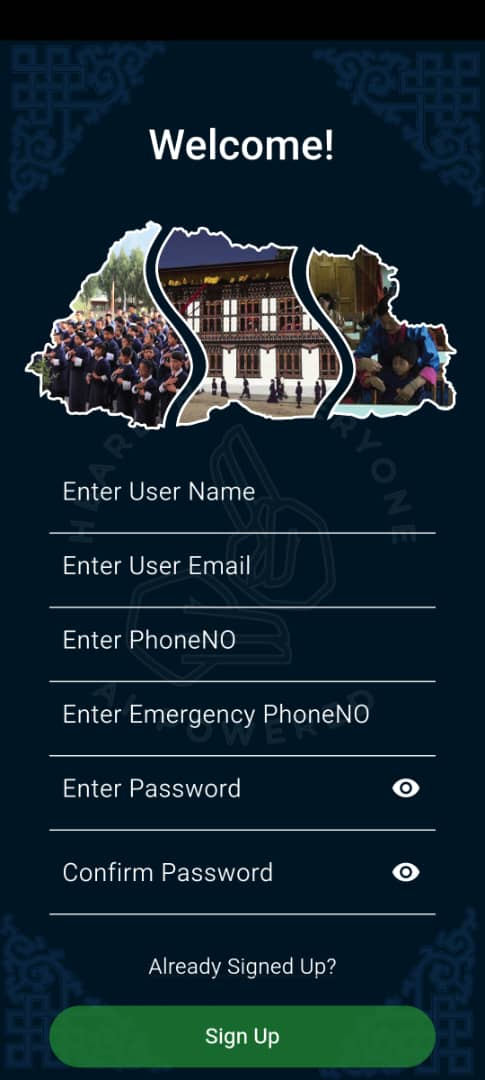 Welcome!
Enter User Name
Enter User Email
Enter PhoneNO
Enter Emergency PhoneNO
Enter Password
Confirm Password
Already Signed Up?
Sign Up